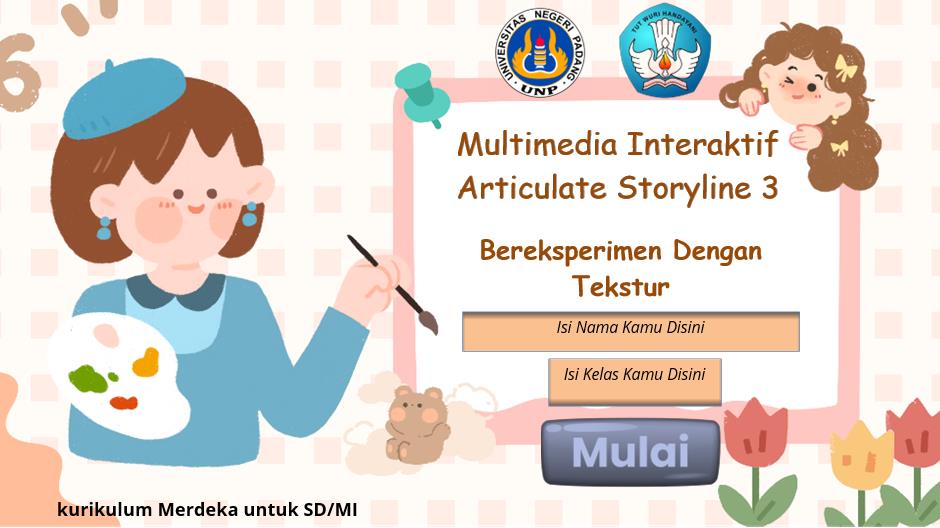 UNIVERSITAS NEGERI PADANG
UNP
TUT WURI HANDAYANI
Multimedia Interaktif
Articulate Storyline 3
Bereksperimen Dengan
Tekstur
Isi Nama Kamu Disini
Isi Kelas Kamu Disini
Mulai
kurikulum Merdeka untuk SD/MI